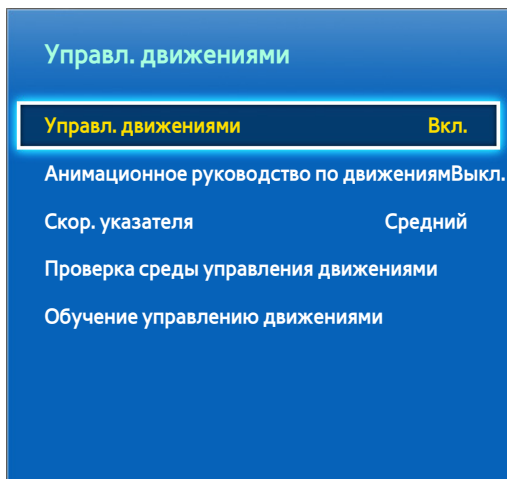 Управл. движениями
Управл. движениями Вкл.
Анимационное руководство по движениямВыкл.
Скор. указателя Средний
Проверка среды управления движениями
Обучение управлению движениями